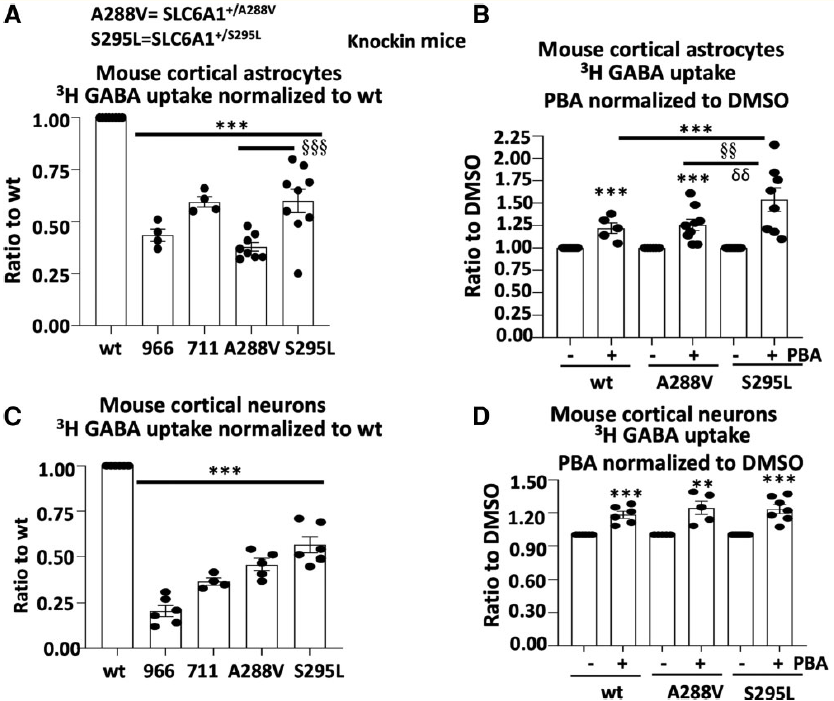 A
A288V= SLC6A1+/A288V
S295L=SLC6A1+/S295L
Knockin mice
Mouse cortical astrocytes
3H GABA uptake normalized to wt
Ratio to wt
1.00
0.75
0.50
0.25
0.00
***
§§§
wt 966 711 A288V S295L
B
Mouse cortical astrocytes
3H GABA uptake
PBA normalized to DMSO
Ratio to DMSO
2.25
2.00
1.75
1.50
1.25
1.00
0.75
0.50
0.25
0.00
***
§§
δδ
*** ***
- + - + - + PBA
wt A288V S295L
C
Mouse cortical neurons
3H GABA uptake normalized to wt
Ratio to wt
1.00
0.75
0.50
0.25
0.00
***
wt 966 711 A288V S295L
D
Mouse cortical neurons
3H GABA uptake
PBA normalized to DMSO
Ratio to DMSO
1.50
1.20
0.90
0.60
0.30
0.00
*** ** ***
- + - + - + PBA
wt A288V S295L